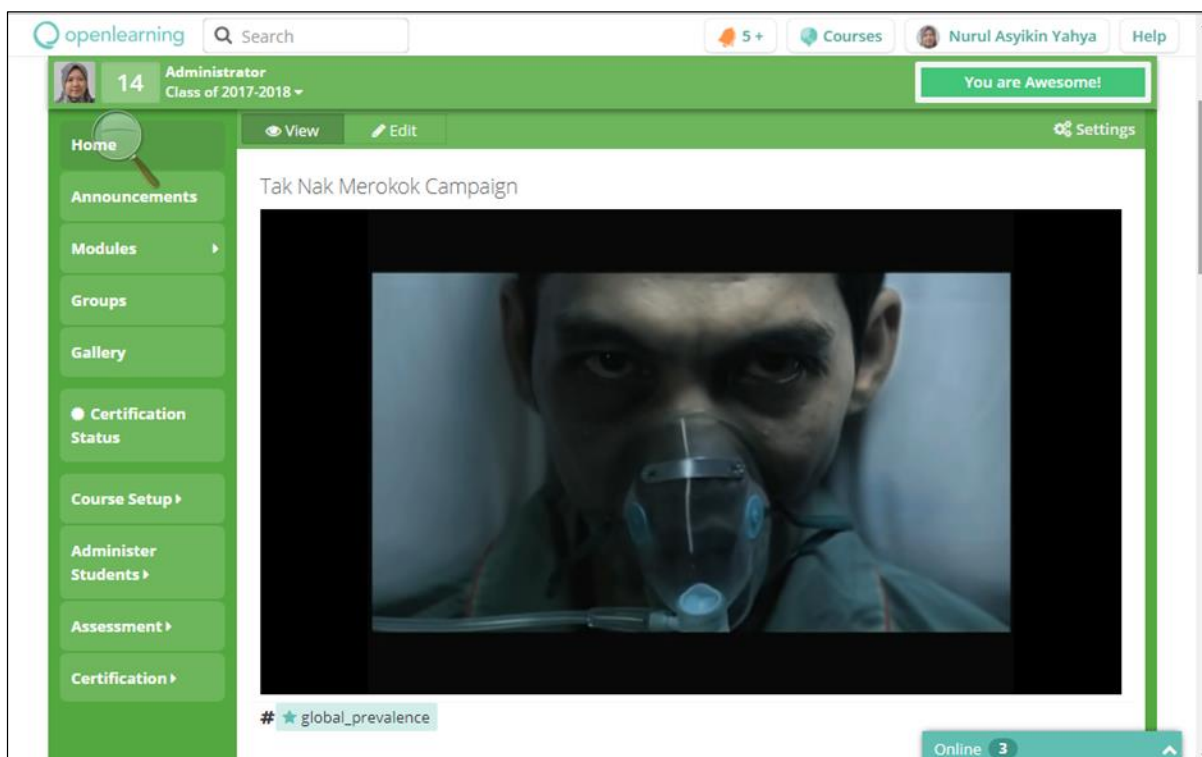 openlearning
Search
5 +
Courses
Nurul Asyikin Yahya
Help
14
Administrator
Class of 2017-2018
You are Awesome!
Home
Announcements
Modules
Groups
Gallery
Certification
Status
Course Setup
Administer
Students
Assessment
Certification
View
Edit
Settings
Tak Nak Merokok Campaign
# global_prevalence
Online 3